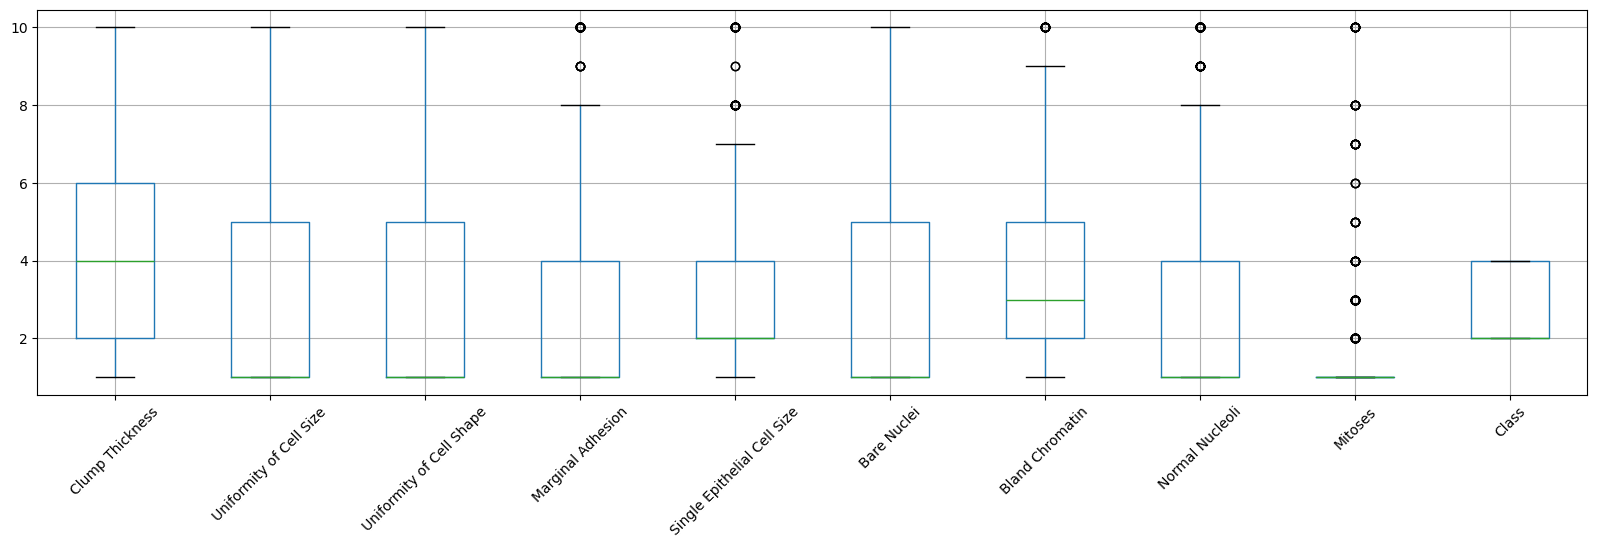 10
8
6
4
2
Clump Thickness
Uniformity of Cell Size
Uniformity of Cell Shape
Marginal Adhesion
Single Epithelial Cell Size
Bare Nuclei
Bland Chromatin
Normal Nucleoli
Mitoses
Class